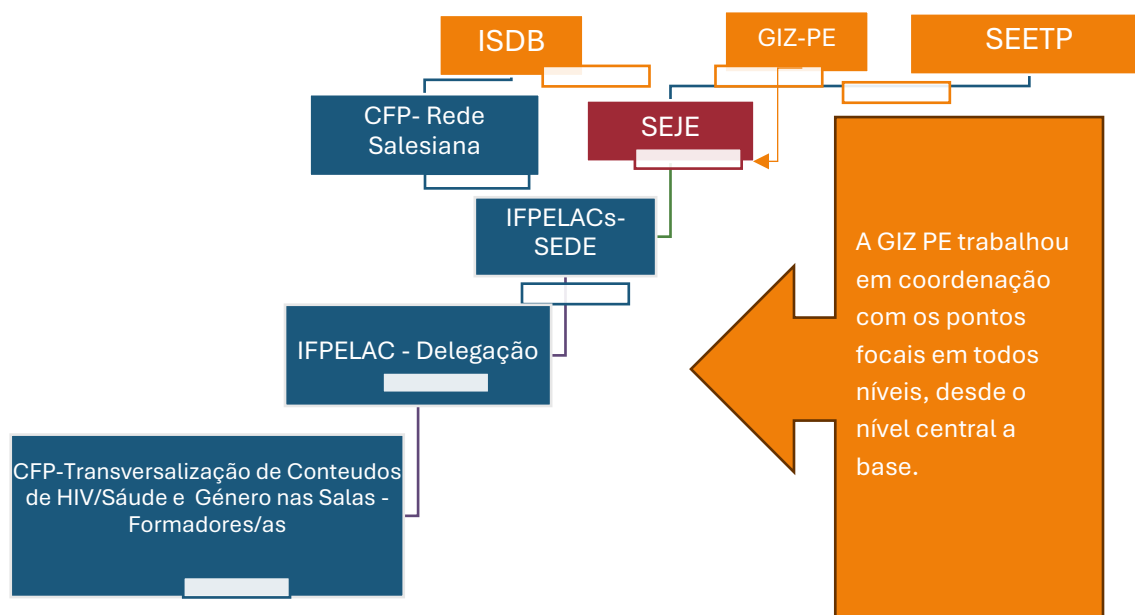 ISDB
GIZ-PE
SEETP
CFP- Rede
Salesiana
SEJE
IFPELACs-
SEDE
IFPELAC - Delegação
CFP-Transversalização de Conteudos
de HIV/Sáude e Género nas Salas -
Formadores/as
A GIZ PE trabalhou
em coordenação
com os pontos
focais em todos
níveis, desde o
nível central a
base.